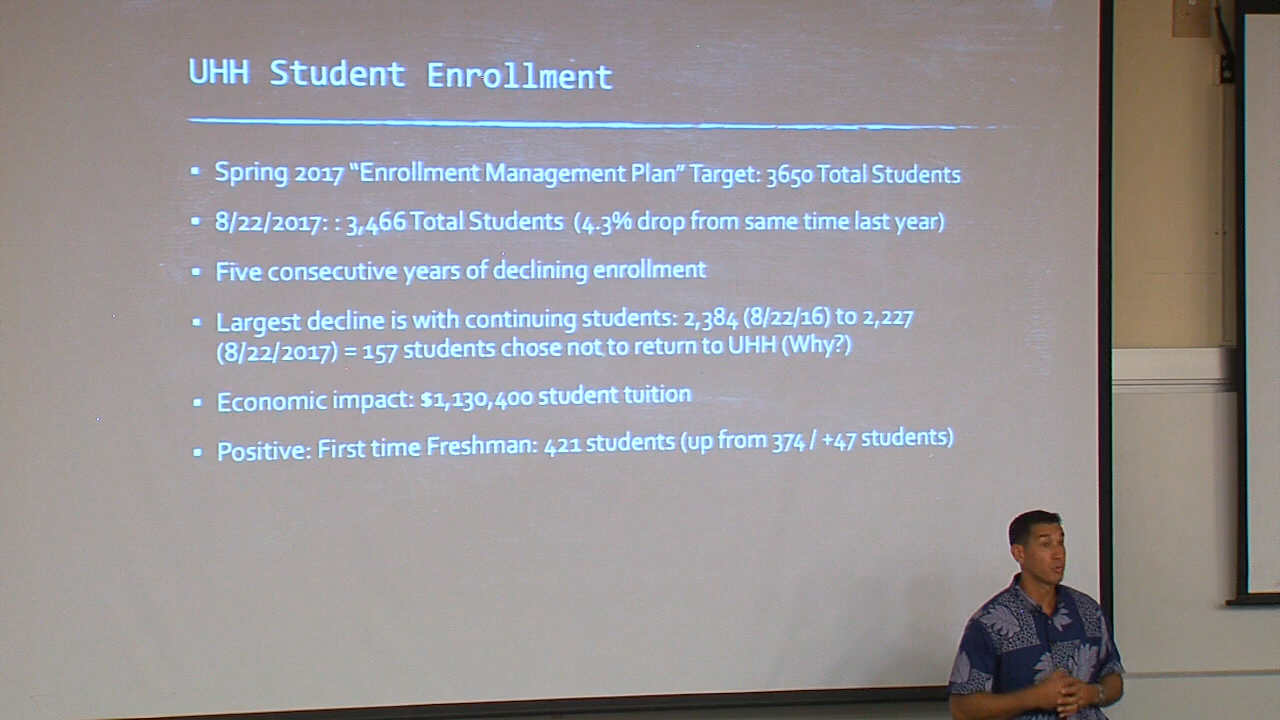 UHH Student Enrollment
▪ Spring 2017 “Enrollment Management Plan” Target: 3650 Total Students
▪ 8/22/2017: : 3,466 Total Students (4.3% drop from same time last year)
▪ Five consecutive years of declining enrollment
▪ Largest decline is with continuing students: 2,384 (8/22/16) to 2,227
(8/22/2017) = 157 students chose not to return to UHH (Why?)
▪ Economic impact: $1,130,400 student tuition
▪ Positive: First time Freshman: 421 students (up from 374 / +47 students)